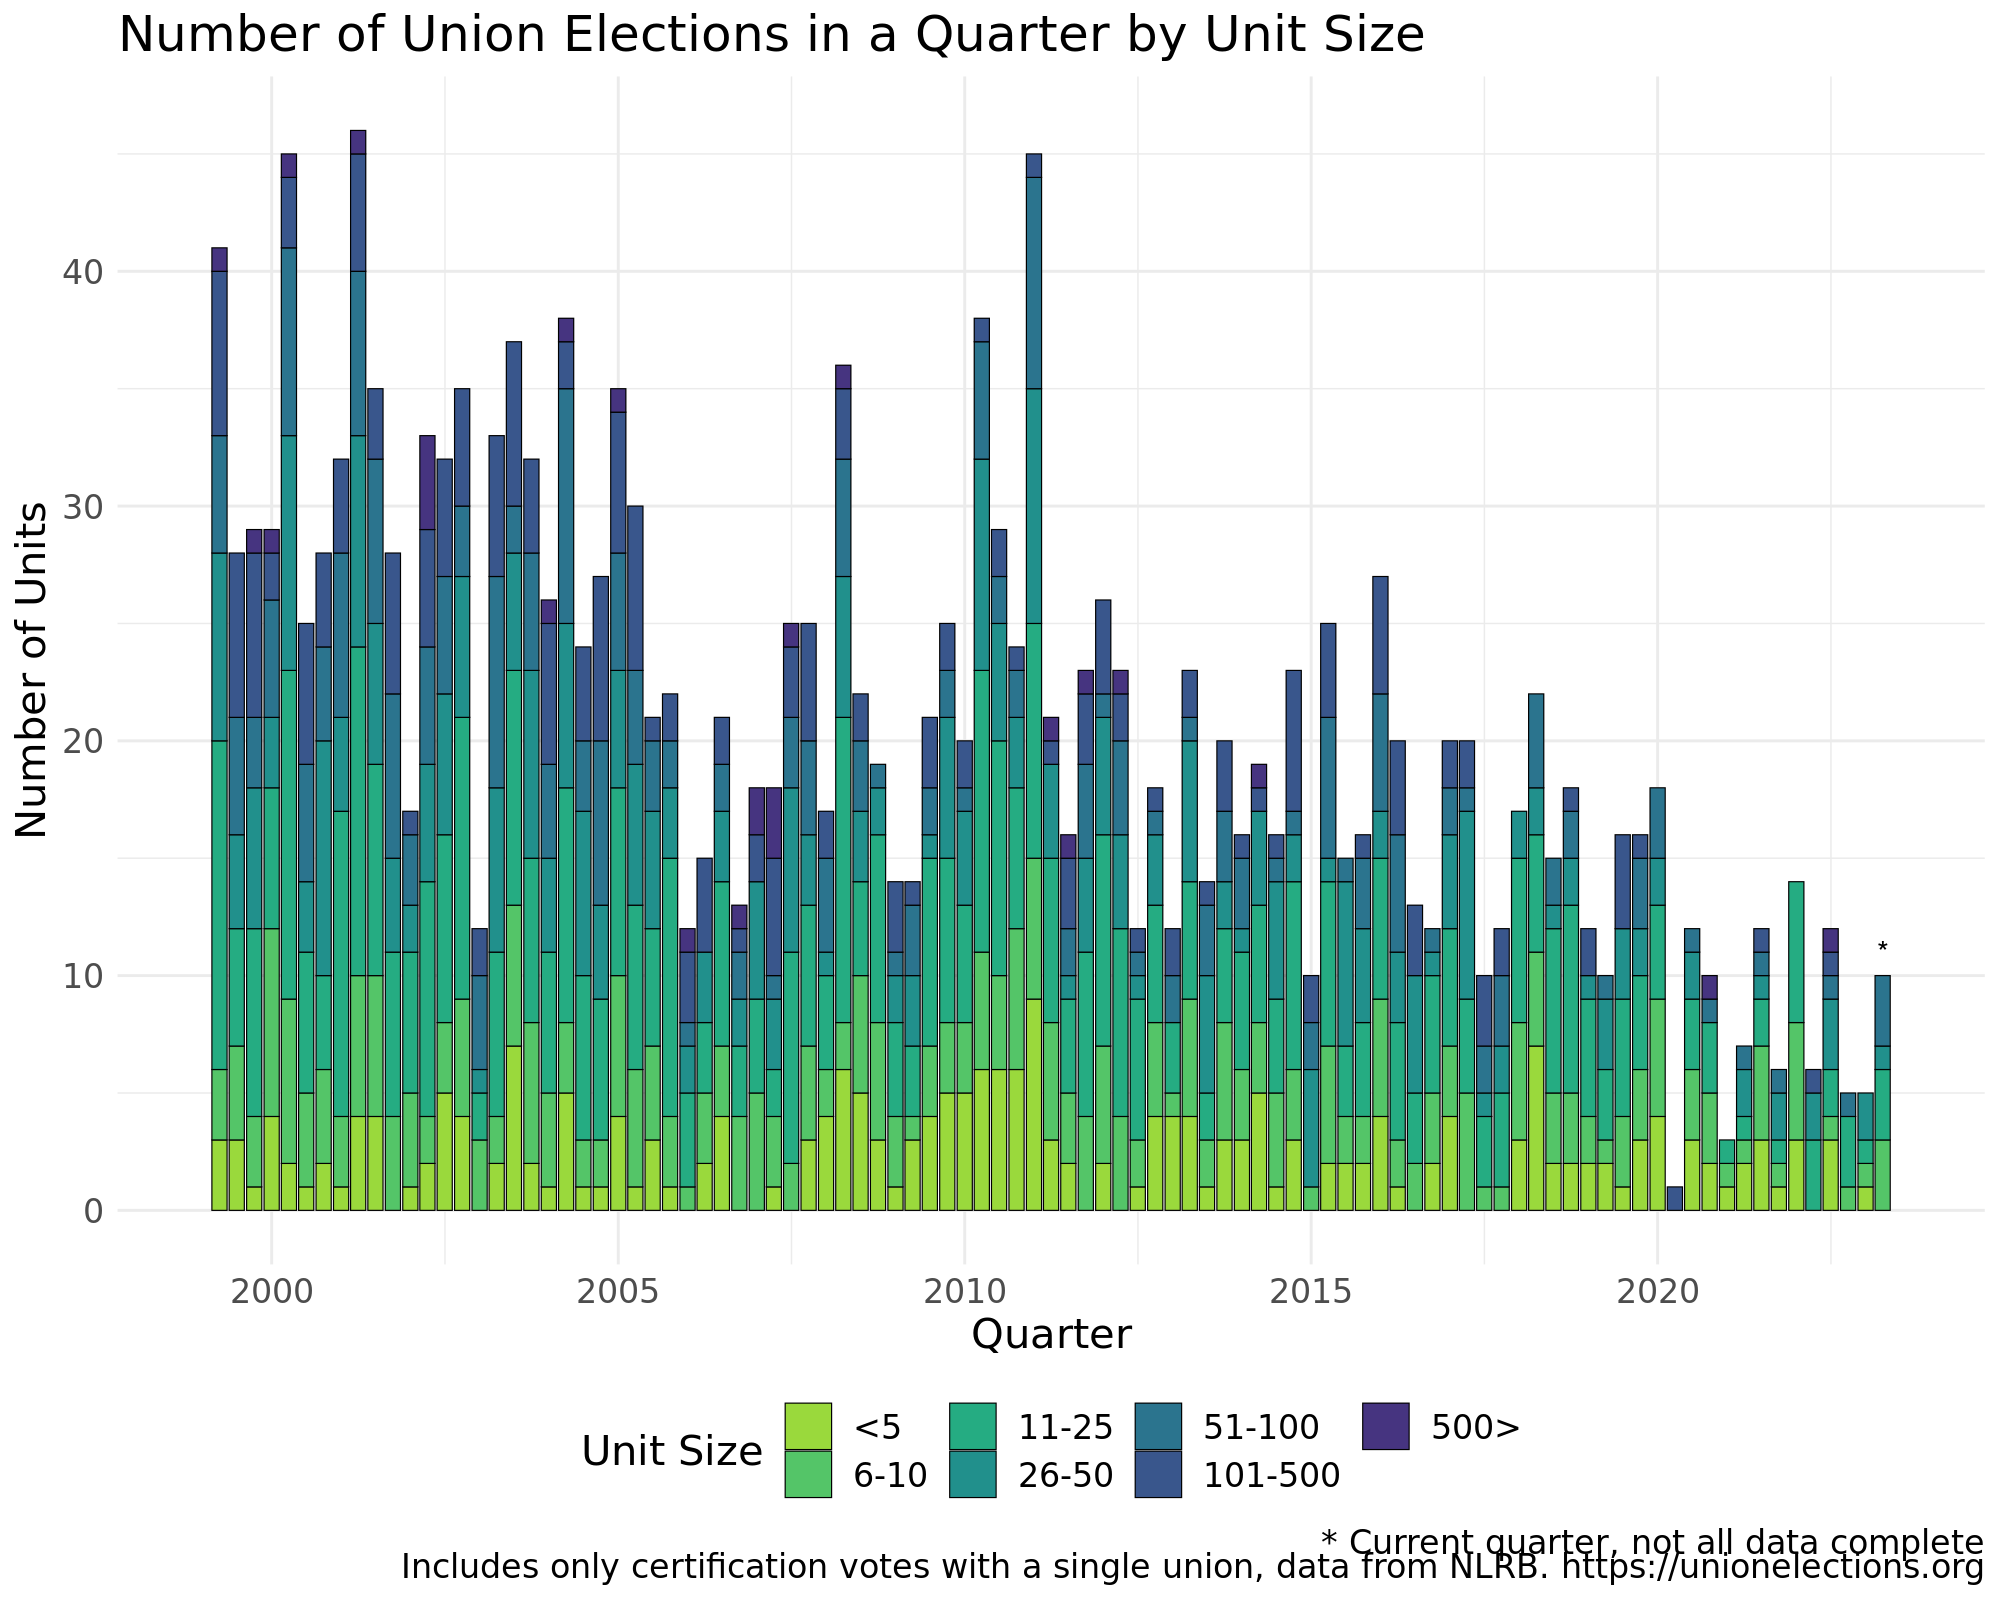 Number of Union Elections in a Quarter by Unit Size
Number of Units
40
30
20
10
0
*
2000 2005 2010 2015 2020
Quarter
Unit Size
<5 11-25 51-100 500>
6-10 26-50 101-500
* Current quarter, not all data complete
Includes only certification votes with a single union, data from NLRB. https://unionelections.org